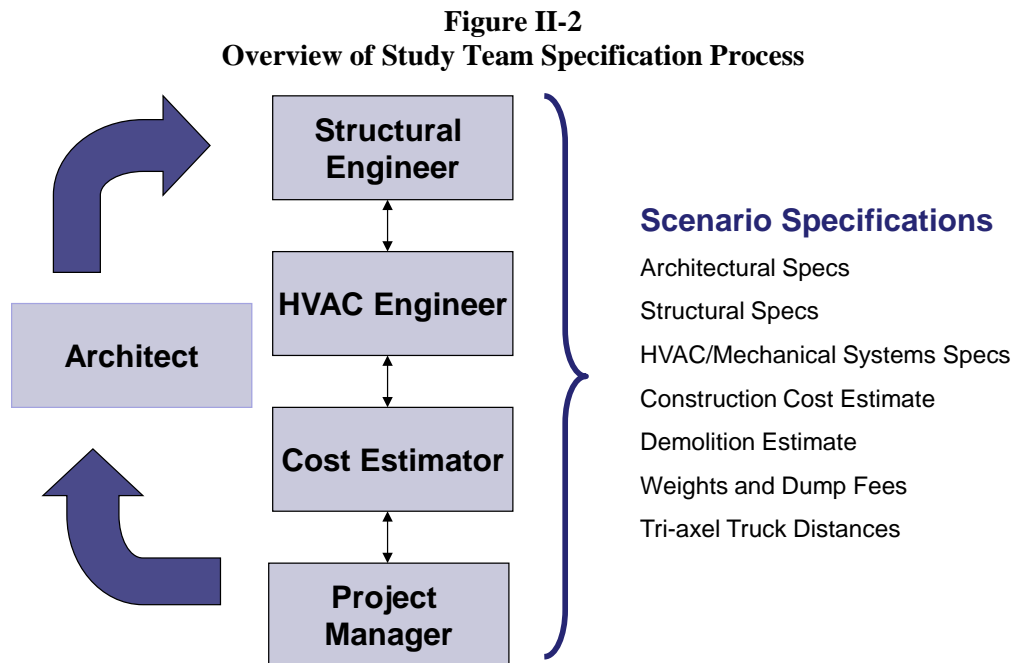 Figure II-2
Overview of Study Team Specification Process
Structural
Engineer
HVAC Engineer
Architect
Cost Estimator
Project
Manager
Scenario Specifications
Architectural Specs
Structural Specs
HVAC/Mechanical Systems Specs
Construction Cost Estimate
Demolition Estimate
Weights and Dump Fees
Tri-axel Truck Distances